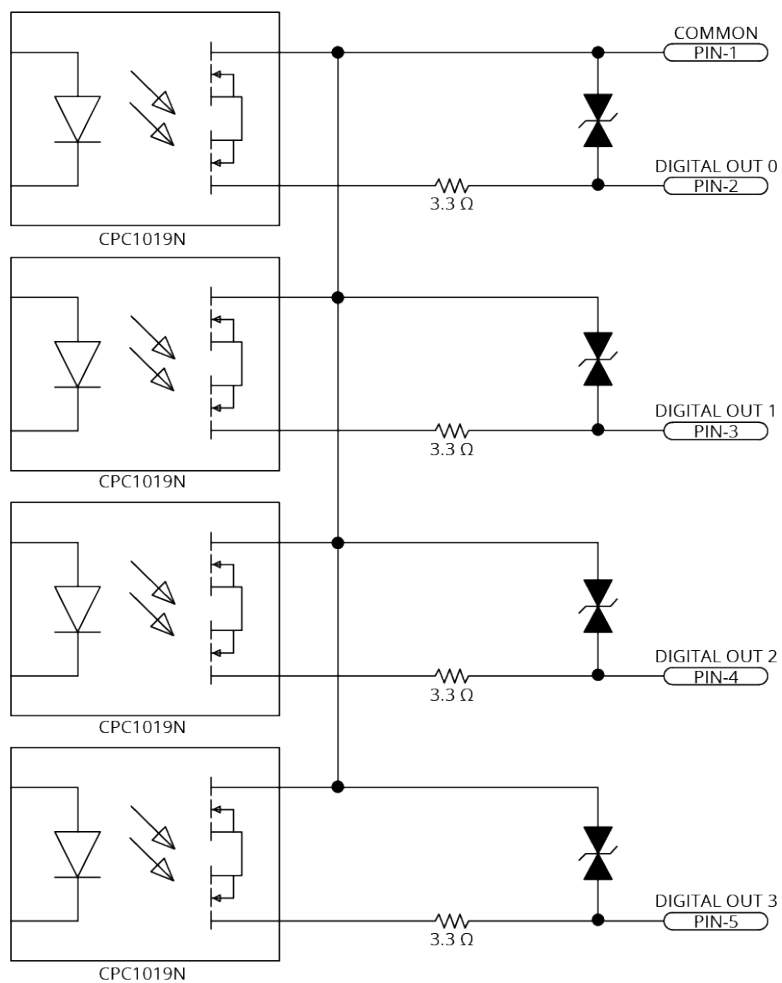 COMMON
PIN-1
DIGITAL OUT 0
PIN-2
3.3 Ω
CPC1019N
DIGITAL OUT 1
PIN-3
3.3 Ω
CPC1019N
DIGITAL OUT 2
PIN-4
3.3 Ω
CPC1019N
DIGITAL OUT 3
PIN-5
3.3 Ω
CPC1019N